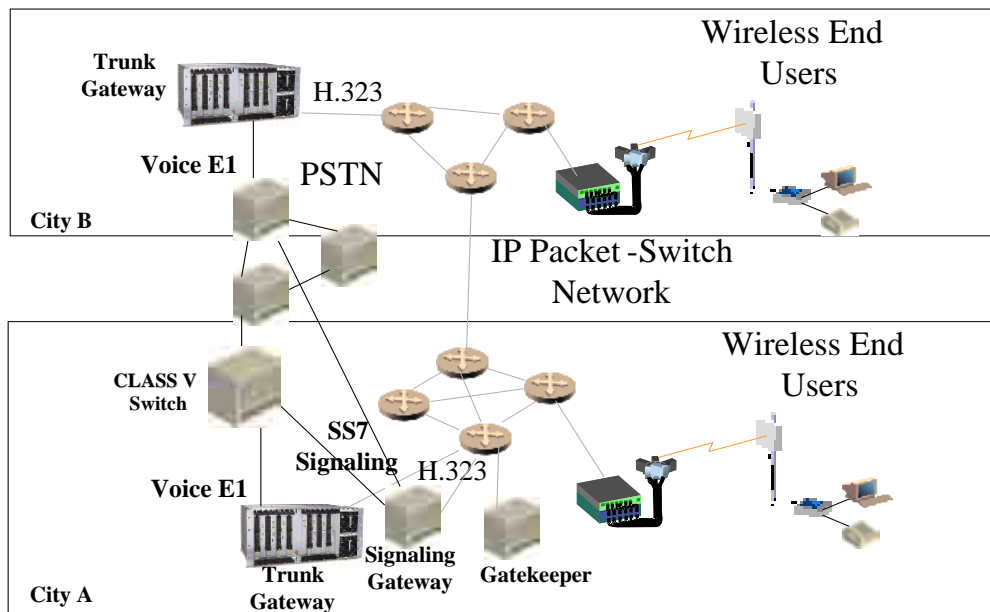 Wireless End
Users
Trunk
Gateway
H.323
Voice E1
PSTN
City B
IP Packet -Switch
Network
Wireless End
Users
CLASS V
Switch
SS7
Signaling
H.323
Voice E1
Signaling
Gateway
Gatekeeper
Trunk
Gateway
City A